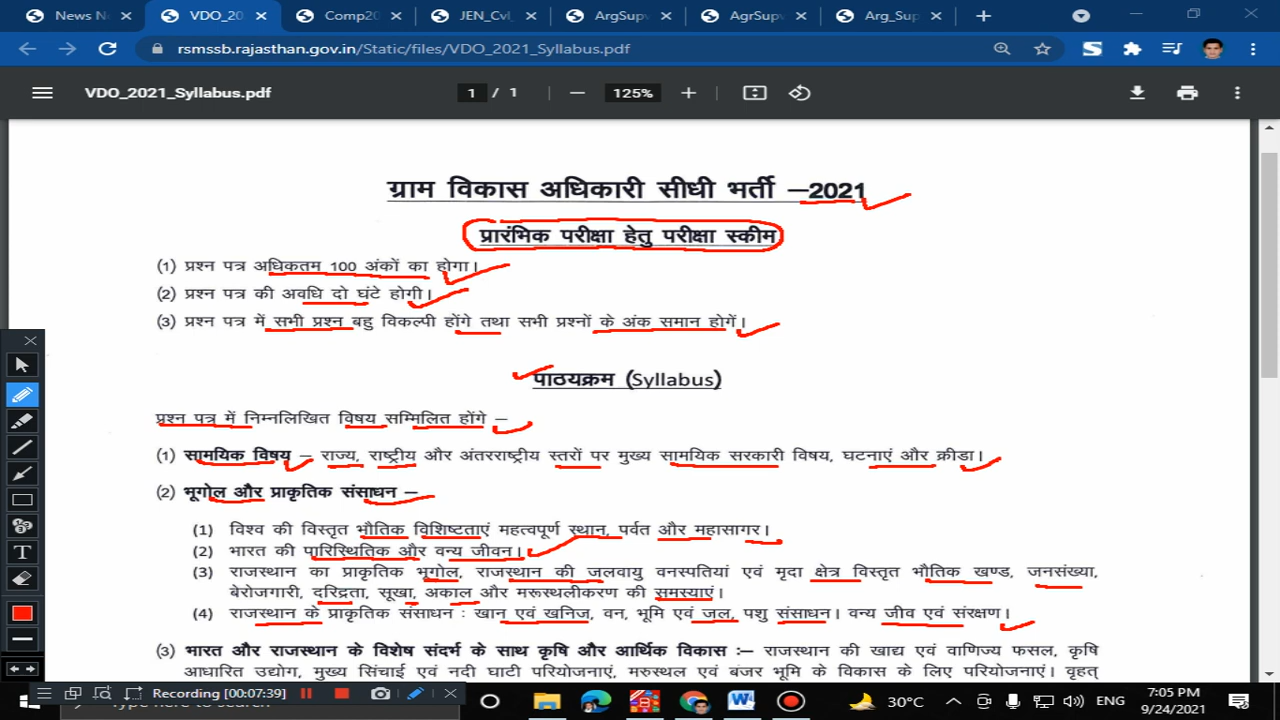 News N
VDO_20
Comp20
JEN_Cvl_
ArgSupv
AgrSupv
Arg_Sup
rsmssb.rajasthan.gov.in/Static/files/VDO_2021_Syllabus.pdf
VDO_2021_Syllabus.pdf
1 / 1
125%
ग्राम विकास अधिकारी सीधी भर्ती –2021
प्रारंभिक परीक्षा हेतु परीक्षा स्कीम
(1) प्रश्न पत्र अधिकतम 100 अंकों का होगा।
(2) प्रश्न पत्र की अवधि दो घंटे होगी।
(3) प्रश्न पत्र में सभी प्रश्न बहु विकल्पी होंगे तथा सभी प्रश्नों के अंक समान होगें।
पाठयक्रम (Syllabus)
प्रश्न पत्र में निम्नलिखित विषय सम्मिलित होंगे –
(1) सामयिक विषय – राज्य, राष्ट्रीय और अंतरराष्ट्रीय स्तरों पर मुख्य सामयिक सरकारी विषय, घटनाएं और क्रीडा।
(2) भूगोल और प्राकृतिक संसाधन –
(1) विश्व की विस्तृत भौतिक विशिष्टताएं महत्वपूर्ण स्थान, पर्वत और महासागर।
(2) भारत की पारिस्थितिक और वन्य जीवन।
(3) राजस्थान का प्राकृतिक भूगोल, राजस्थान की जलवायु वनस्पतियां एवं मृदा क्षेत्र विस्तृत भौतिक खण्ड, जनसंख्या,
बेरोजगारी, दरिद्रता, सूखा, अकाल और मरूस्थलीकरण की समस्याएं।
(4) राजस्थान के प्राकृतिक संसाधन : खान एवं खनिज, वन, भूमि एवं जल, पशु संसाधन। वन्य जीव एवं संरक्षण।
(3) भारत और राजस्थान के विशेष संदर्भ के साथ कृषि और आर्थिक विकास :– राजस्थान की खाद्य एवं वाणिज्य फसल, कृषि
आधारित उद्योग, मुख्य सिंचाई एवं नदी घाटी परियोजनाएं, मरुस्थल एवं बंजर भूमि के विकास के लिए परियोजनाएं। वृहत्
Recording [00:07:39]
30°C
ENG
7:05 PM
9/24/2021